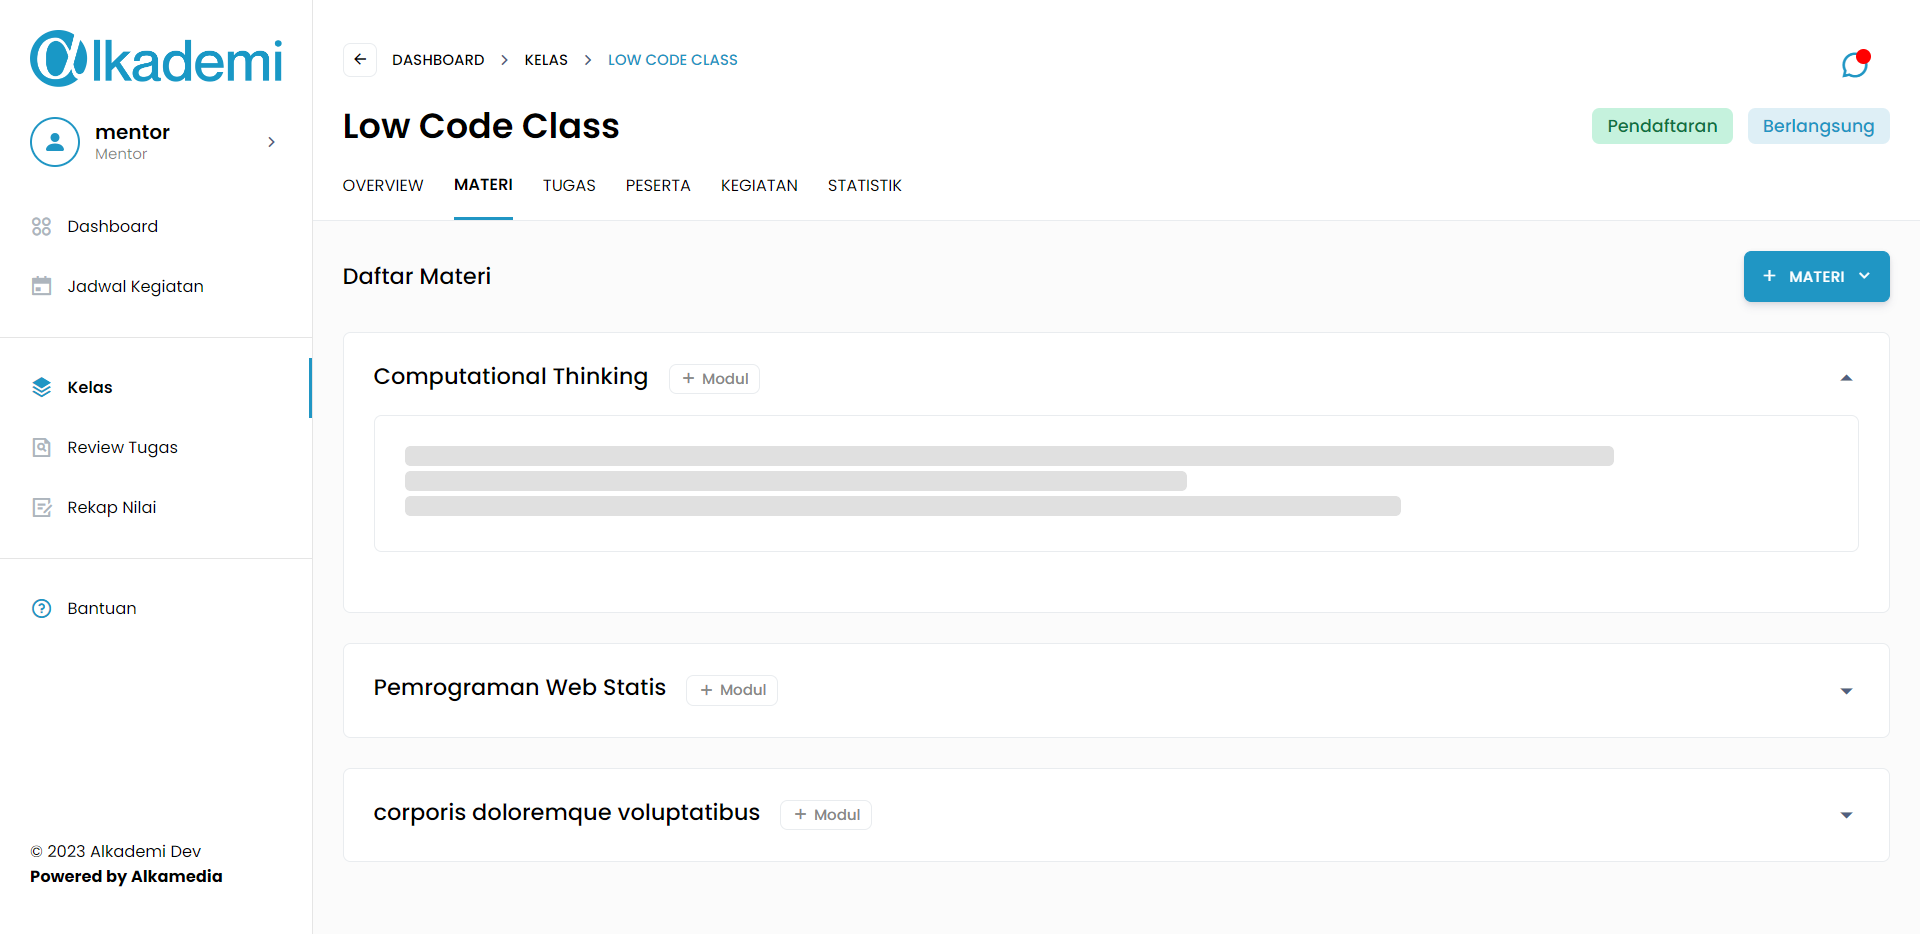 @lkademi
mentor
Mentor
Dashboard
Jadwal Kegiatan
Kelas
Review Tugas
Rekap Nilai
Bantuan
© 2023 Alkademi Dev
Powered by Alkamedia
DASHBOARD > KELAS > LOW CODE CLASS
Low Code Class
Pendaftaran Berlangsung
OVERVIEW MATERI TUGAS PESERTA KEGIATAN STATISTIK
Daftar Materi
+ MATERI
Computational Thinking + Modul
Pemrograman Web Statis + Modul
corporis doloremque voluptatibus + Modul